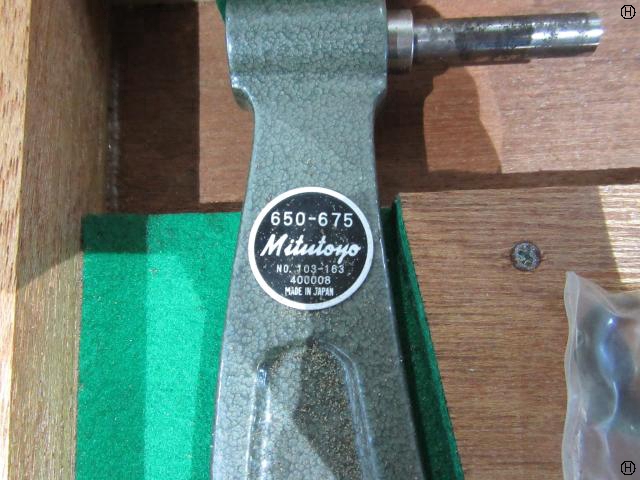 650-675
Mitutoyo
NO. 103-163
400008
MADE IN JAPAN
H
H